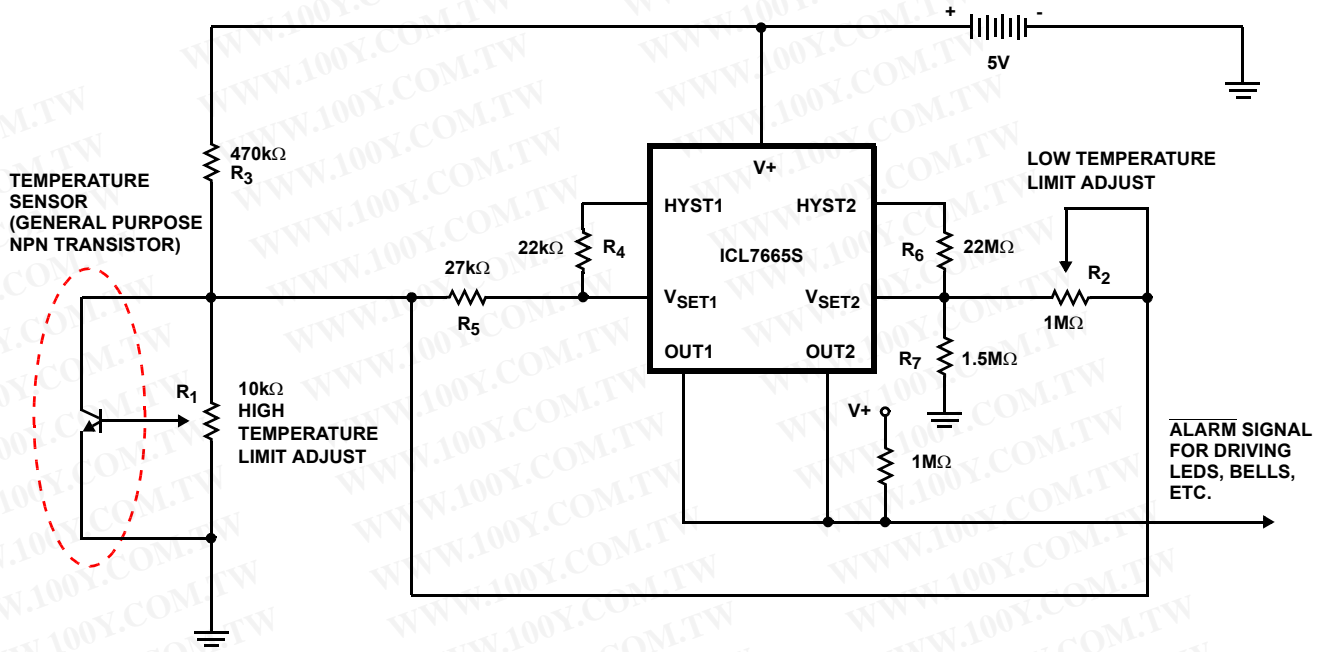 +
-
5V
470kΩ
R3
TEMPERATURE
SENSOR
(GENERAL PURPOSE
NPN TRANSISTOR)
V+
LOW TEMPERATURE
LIMIT ADJUST
HYST1
HYST2
22kΩ
R4
ICL7665S
R6
22MΩ
R2
27kΩ
R5
VSET1
VSET2
1MΩ
OUT1
OUT2
R7
1.5MΩ
R1
10kΩ
HIGH
TEMPERATURE
LIMIT ADJUST
V+
1MΩ
ALARM SIGNAL
FOR DRIVING
LEDS, BELLS,
ETC.
WWW.100Y.COM.TW